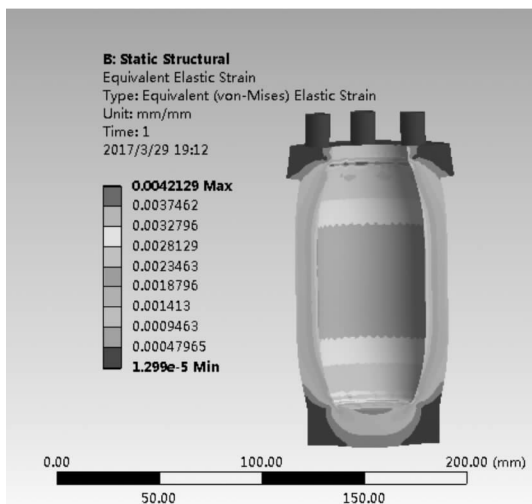 B: Static Structural
Equivalent Elastic Strain
Type: Equivalent (von-Mises) Elastic Strain
Unit: mm/mm
Time: 1
2017/3/29 19:12
0.0042129 Max
0.0037462
0.0032796
0.0028129
0.0023463
0.0018796
0.001413
0.0009463
0.00047965
1.299e-5 Min
0.00 100.00 200.00 (mm)
50.00 150.00